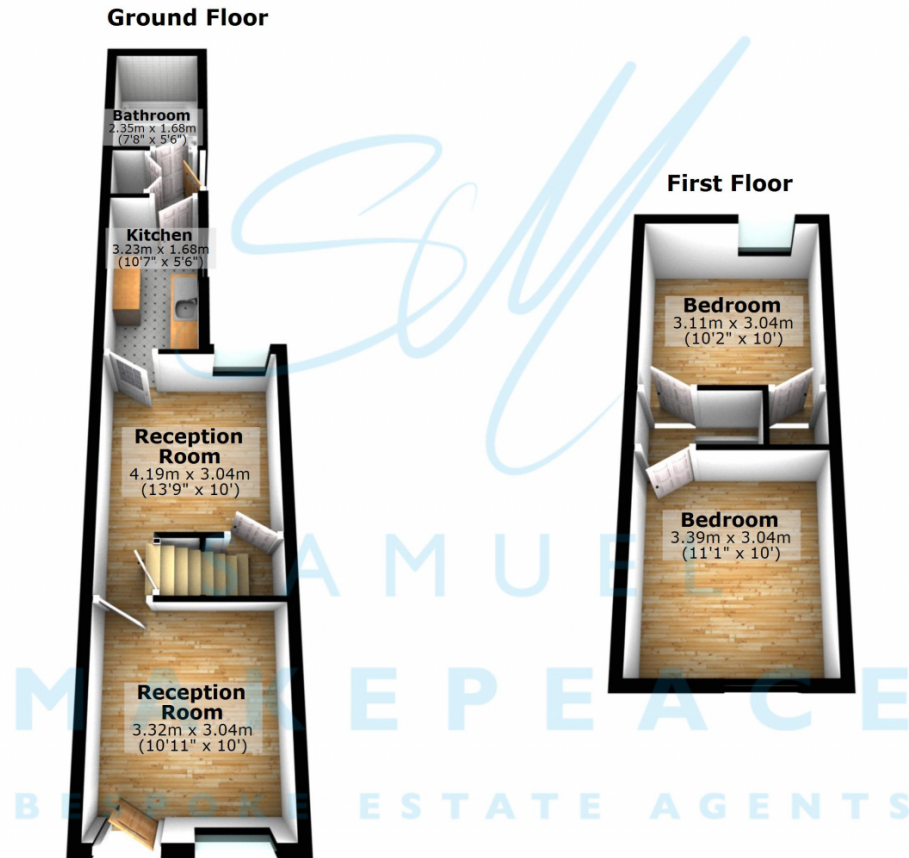 Ground Floor
Bathroom
2.35m x 1.68m
(7'8" x 5'6")
Kitchen
3.23m x 1.68m
(10'7" x 5'6")
Reception
Room
4.19m x 3.04m
(13'9" x 10')
Reception
Room
3.32m x 3.04m
(10'11" x 10')
First Floor
Bedroom
3.11m x 3.04m
(10'2" x 10')
Bedroom
3.39m x 3.04m
(11'1" x 10')
SM
SAMUEL
MAKEPEACE
BESPOKE ESTATE AGENTS